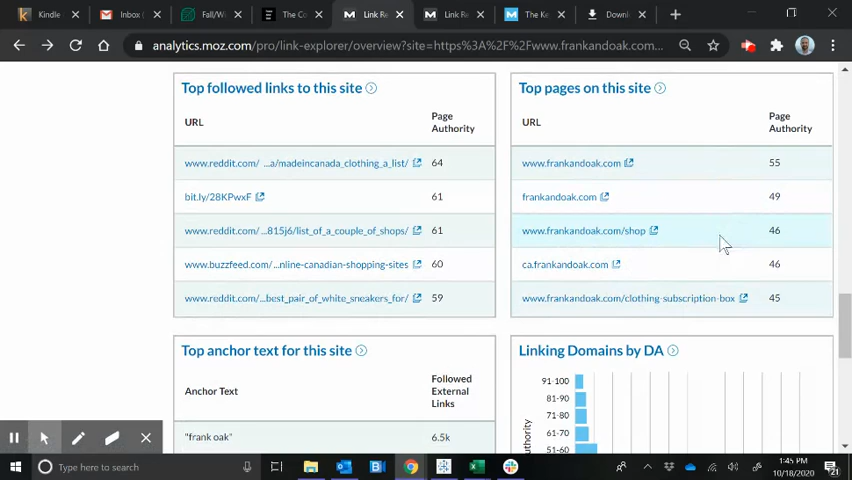 Kindle
Inbox (
Fall/W
The Co
Link Re
Link Re
The Ke
Downl
analytics.moz.com/pro/link-explorer/overview?site=https%3A%2F%2Fwww.frankandoak.com...
Top followed links to this site
URL
Page Authority
www.reddit.com/ ...a/madeincanada_clothing_a_list/
64
bit.ly/28KPwxF
61
www.reddit.com/...815j6/list_of_a_couple_of_shops/
61
www.buzzfeed.com/...nline-canadian-shopping-sites
60
www.reddit.com/...best_pair_of_white_sneakers_for/
59
Top pages on this site
URL
Page Authority
www.frankandoak.com
55
frankandoak.com
49
www.frankandoak.com/shop
46
ca.frankandoak.com
46
www.frankandoak.com/clothing-subscription-box
45
Top anchor text for this site
Anchor Text
Followed
External
Links
"frank oak"
6.5k
Linking Domains by DA
91-100
81-90
71-80
61-70
51-60
uthority
Type here to search
1:45 PM
10/18/2020
21